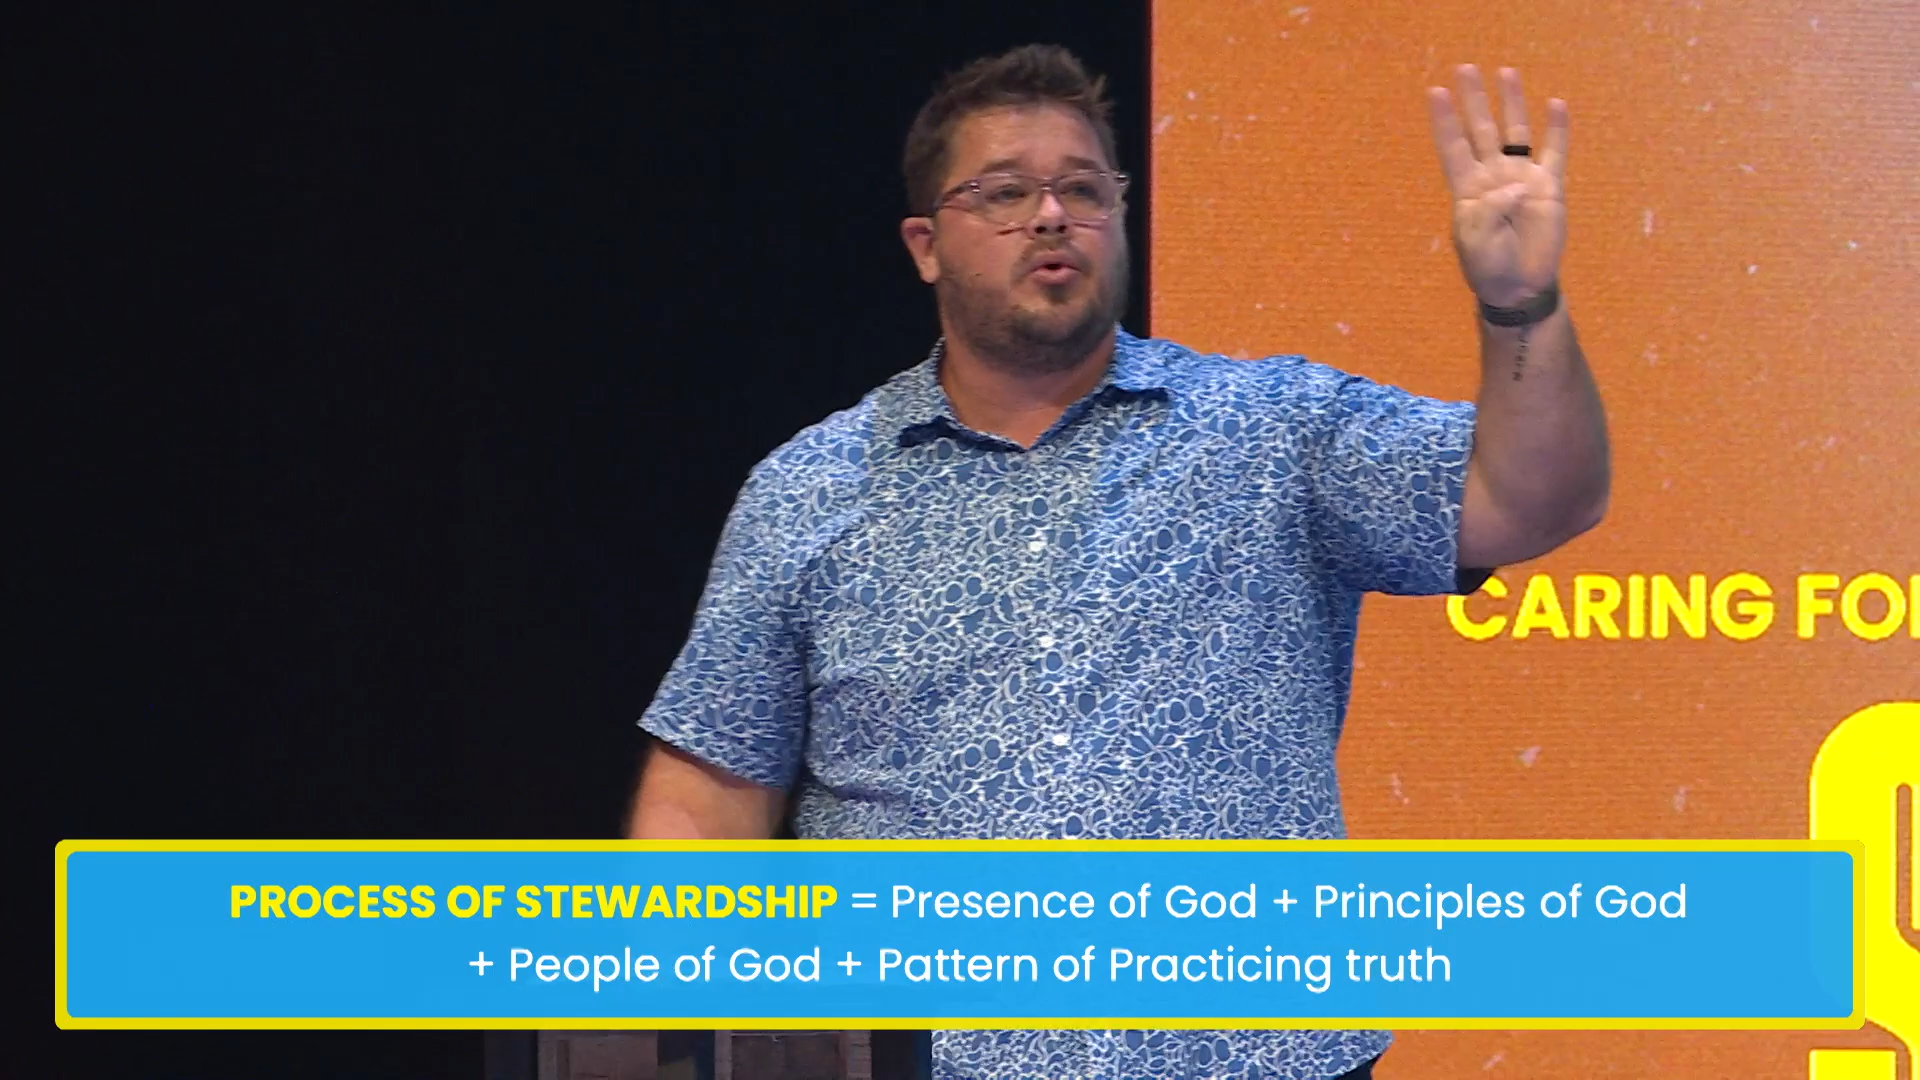 CARING FO
PROCESS OF STEWARDSHIP = Presence of God + Principles of God
+ People of God + Pattern of Practicing truth